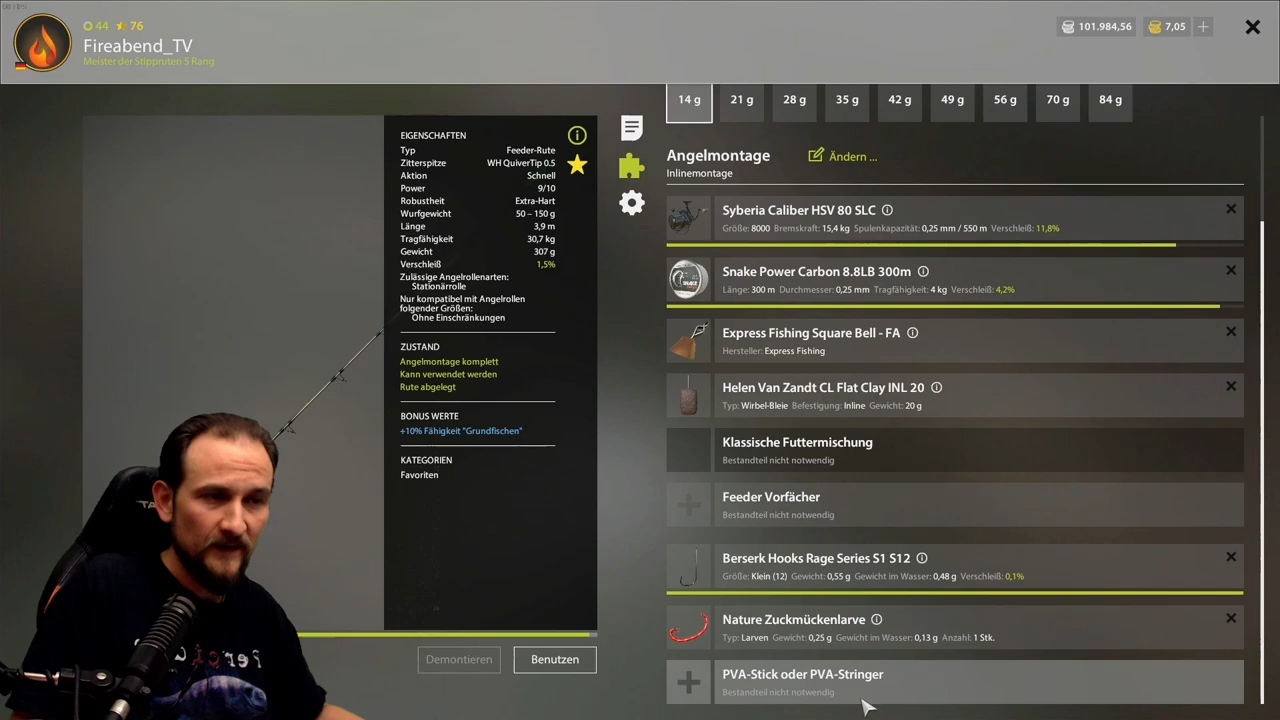 44 76
Fireabend_TV
Meister der Stippruten 5 Rang
101.984,56
7,05
14 g
21 g
28 g
35 g
42 g
49 g
56 g
70 g
84 g
EIGENSCHAFTEN
Typ Feeder-Rute
Zitterspitze WH QuiverTip 0.5
Aktion Schnell
Power 9/10
Robustheit Extra-Hart
Wurfgewicht 50 – 150 g
Länge 3,9 m
Tragfähigkeit 30,7 kg
Gewicht 307 g
Verschleiß 1,5%
Zulässige Angelrollenarten:
Stationärrolle
Nur kompatibel mit Angelrollen
folgender Größen:
Ohne Einschränkungen
ZUSTAND
Angelmontage komplett
Kann verwendet werden
Rute abgelegt
BONUS WERTE
+10% Fähigkeit "Grundfischen"
KATEGORIEN
Favoriten
Demontieren
Benutzen
Angelmontage
Ändern ...
Inlinemontage
Syberia Caliber HSV 80 SLC
Größe: 8000 Bremskraft: 15,4 kg Spulenkapazität: 0,25 mm / 550 m Verschleiß: 11,8%
Snake Power Carbon 8.8LB 300m
Länge: 300 m Durchmesser: 0,25 mm Tragfähigkeit: 4 kg Verschleiß: 4,2%
Express Fishing Square Bell - FA
Hersteller: Express Fishing
Helen Van Zandt CL Flat Clay INL 20
Typ: Wirbel-Bleie Befestigung: Inline Gewicht: 20 g
Klassische Futtermischung
Bestandteil nicht notwendig
Feeder Vorfächer
Bestandteil nicht notwendig
Berserk Hooks Rage Series S1 S12
Größe: Klein (12) Gewicht: 0,55 g Gewicht im Wasser: 0,48 g Verschleiß: 0,1%
Nature Zuckmückenlarve
Typ: Larven Gewicht: 0,25 g Gewicht im Wasser: 0,13 g Anzahl: 1 Stk.
PVA-Stick oder PVA-Stringer
Bestandteil nicht notwendig